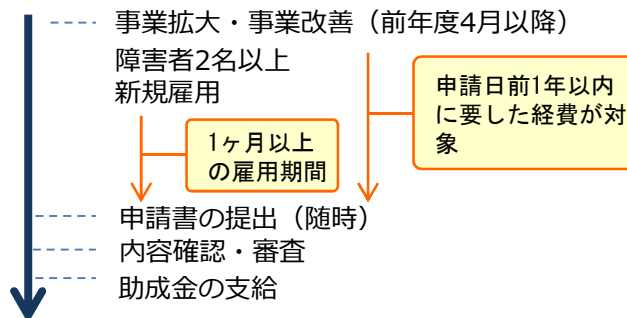 事業拡大・事業改善（前年度4月以降）
障害者2名以上
新規雇用
申請日前1年以内
に要した経費が対
象
1ヶ月以上
の雇用期間
申請書の提出（随時）
内容確認・審査
助成金の支給